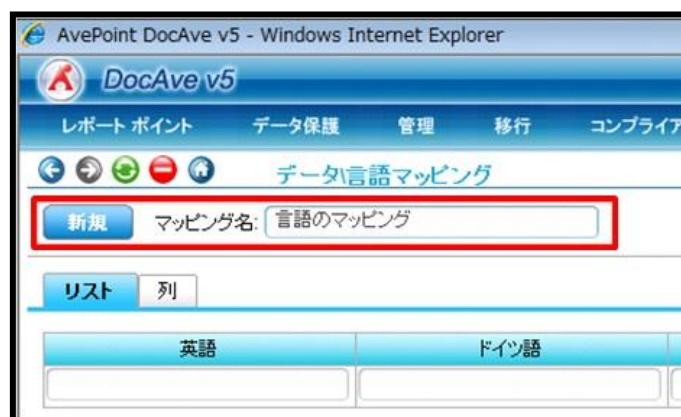 AvePoint DocAve v5 - Windows Internet Explorer
DocAve v5
レポート ポイント データ保護 管理 移行 コンプライア
データ\言語マッピング
新規 マッピング名: 言語のマッピング
リスト 列
英語 ドイツ語